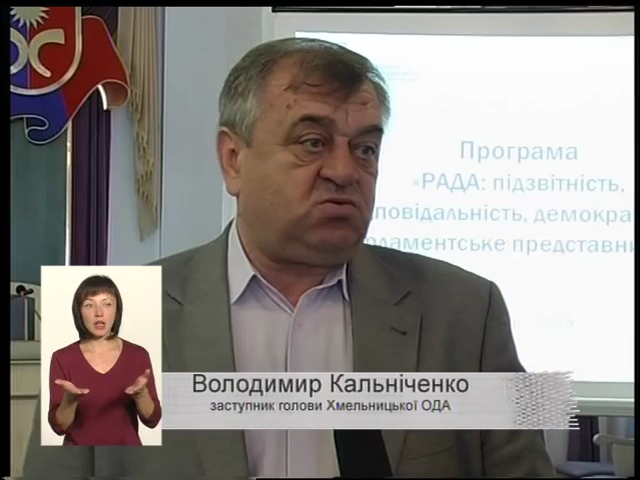 Програма
«РАДА: підзвітність,
повідальність, демокра
рламентське представни
Володимир Кальніченко
заступник голови Хмельницької ОДА